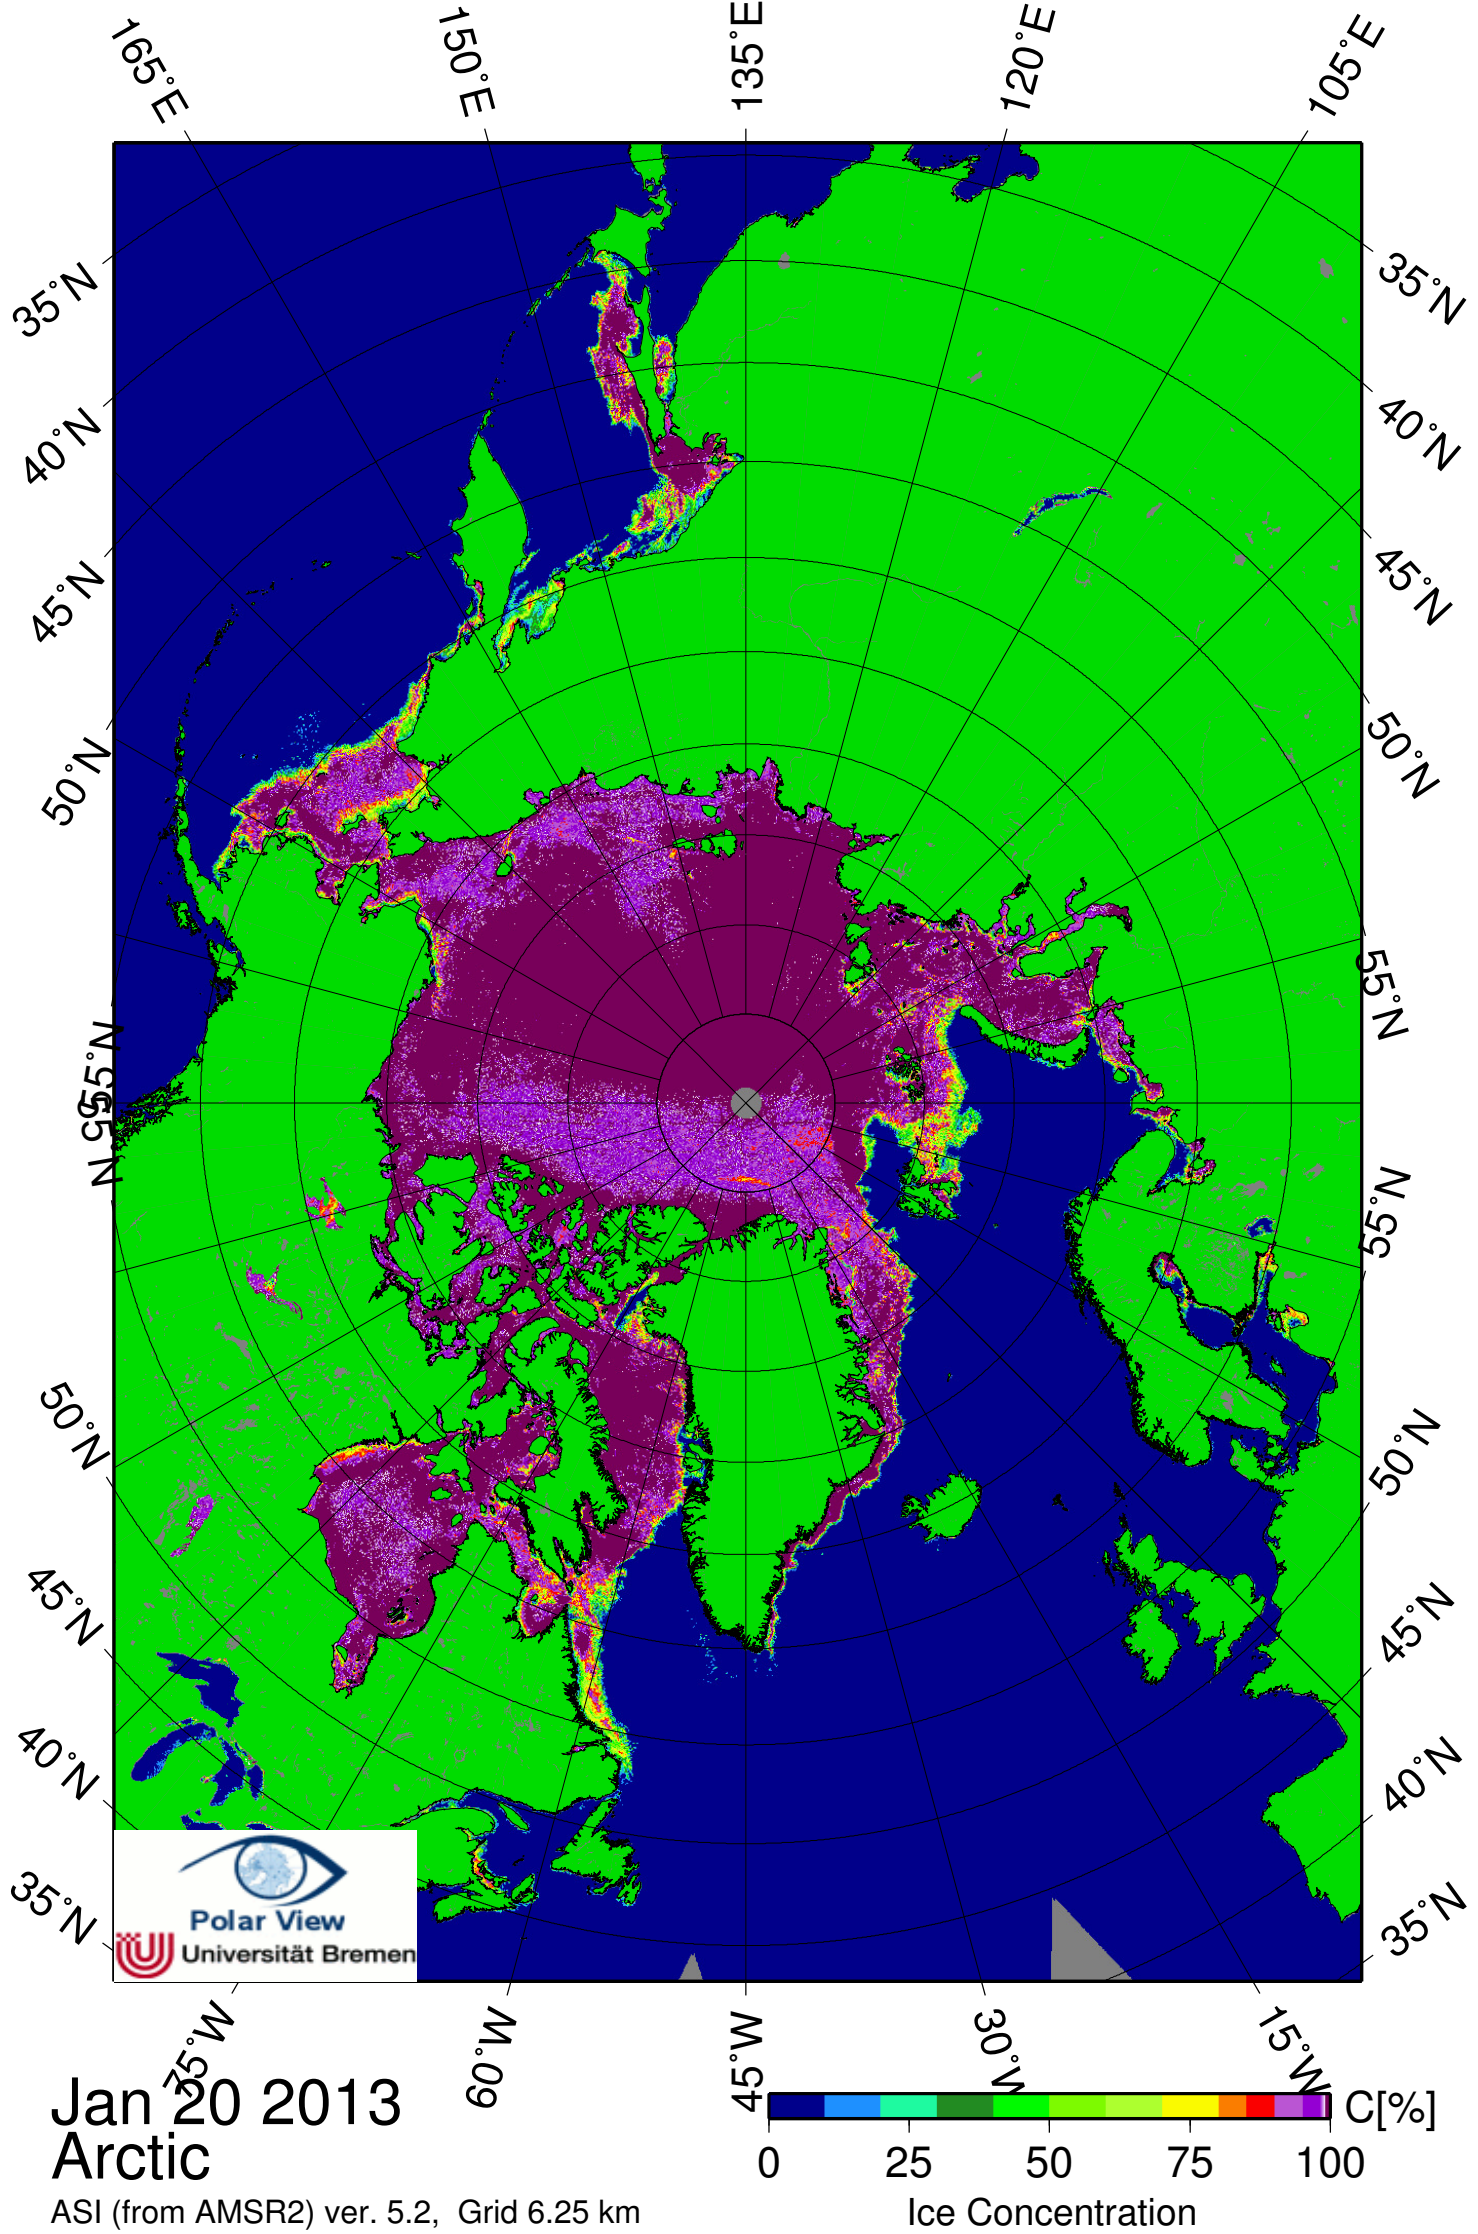 165°E 150°E 135°E 120°E 105°E
35°N 35°N
40°N 40°N
45°N 45°N
50°N 50°N
55°N 55°N
55°N 55°N
50°N 50°N
45°N 45°N
40°N 40°N
35°N 35°N
Polar View
Universität Bremen
75°W 60°W 45°W 30°W 15°W
Jan 20 2013
Arctic
ASI (from AMSR2) ver. 5.2, Grid 6.25 km
C[%]
0 25 50 75 100
Ice Concentration